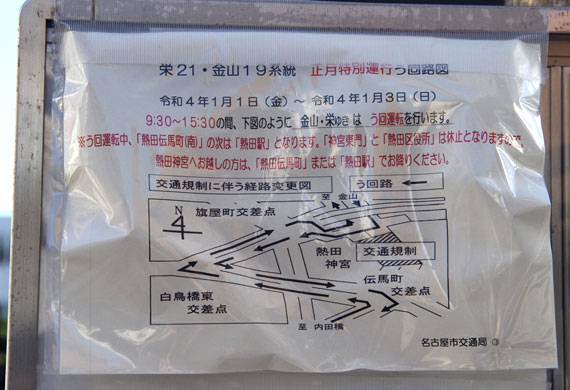 栄21・金山19系統 正月特別運行う回路図
令和4年1月1日（金）～ 令和4年1月3日（日）
9:30～15:30の間、下図のように 金山・栄ゆき は う回運転を行います。
※う回運転中、「熱田伝馬町(南)」の次は「熱田駅」となります。「神宮東門」と「熱田区役所」は休止となりますので、
熱田神宮へお越しの方は、「熱田伝馬町」または「熱田駅」でお降りください。
交通規制に伴う経路変更図 う回路 ←
至 金山
N
旗屋町交差点
熱田
神宮
交通規制
伝馬町
交差点
白鳥橋東
交差点
至 内田橋
名古屋市交通局 ③